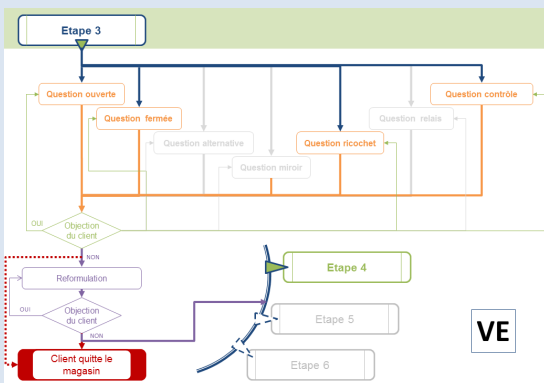 Etape 3
Question ouverte
Question contrôle
Question fermée
Question relais
Question alternative
Question ricochet
Question miroir
OUI
Objection
du client
NON
Reformulation
Etape 4
OUI
Objection
du client
NON
Etape 5
VE
Client quitte le
magasin
Etape 6